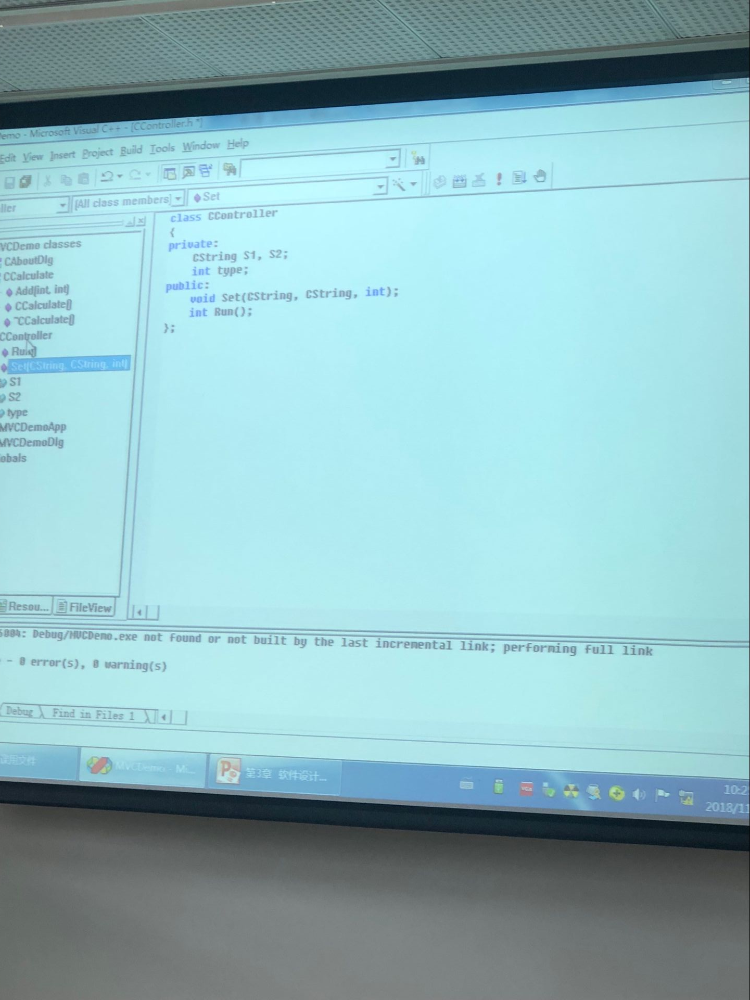 emo - Microsoft Visual C++ - [CController.h *]
Edit View Insert Project Build Tools Window Help
ller [All class members] Set
class CController
{
private:
CString S1, S2;
int type;
public:
void Set(CString, CString, int);
int Run();
};
VCDemo classes
CAboutDlg
CCalculate
Add(int, int)
CCalculate()
~CCalculate()
CController
Run()
Set(CString, CString, int)
S1
S2
type
MVCDemoApp
MVCDemoDlg
obals
Resou... FileView
6004: Debug/MVCDemo.exe not found or not built by the last incremental link; performing full link
- 0 error(s), 0 warning(s)
Debug Find in Files 1
误用文件 MVCDemo - Mi... 第3章 软件设计...
10:2
2018/11